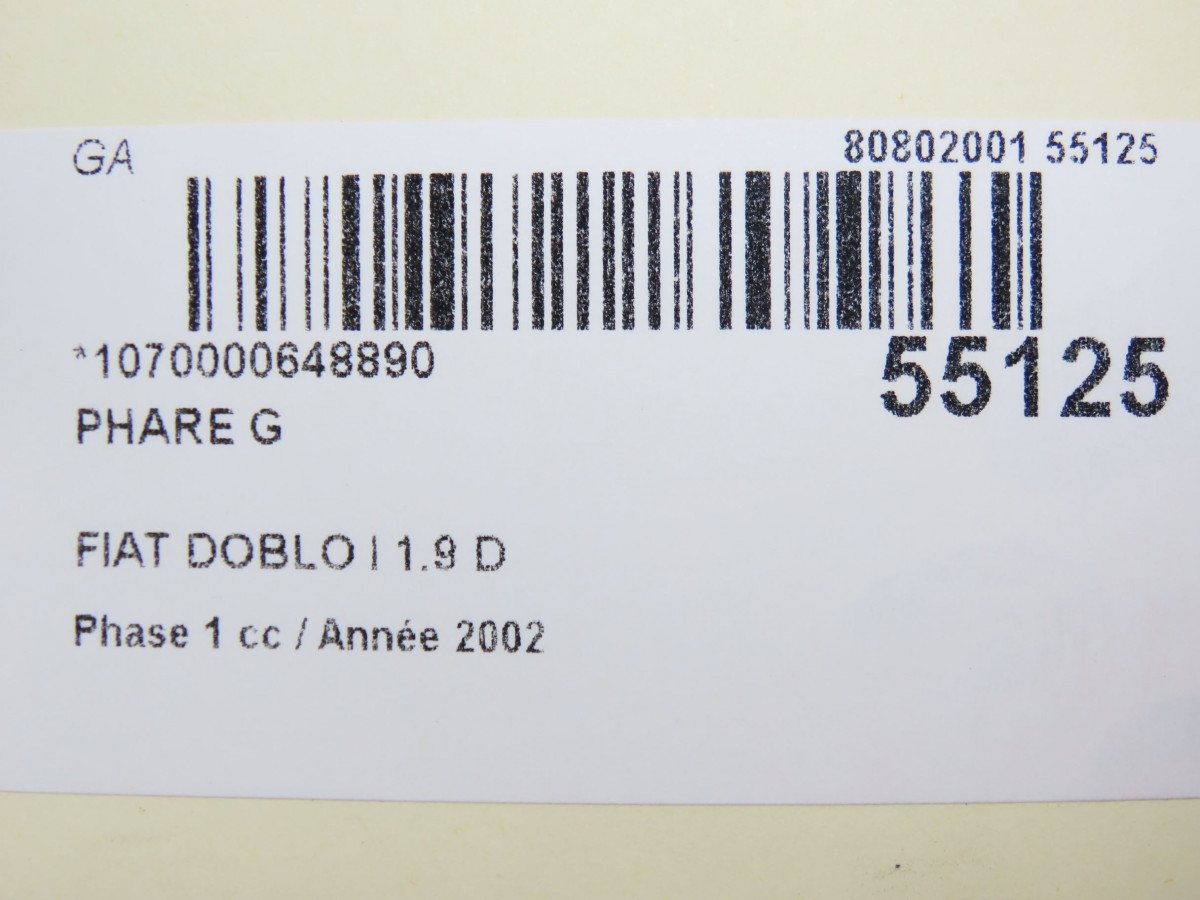 GA
80802001 55125
*1070000648890
55125
PHARE G
FIAT DOBLO I 1.9 D
Phase 1 cc / Année 2002